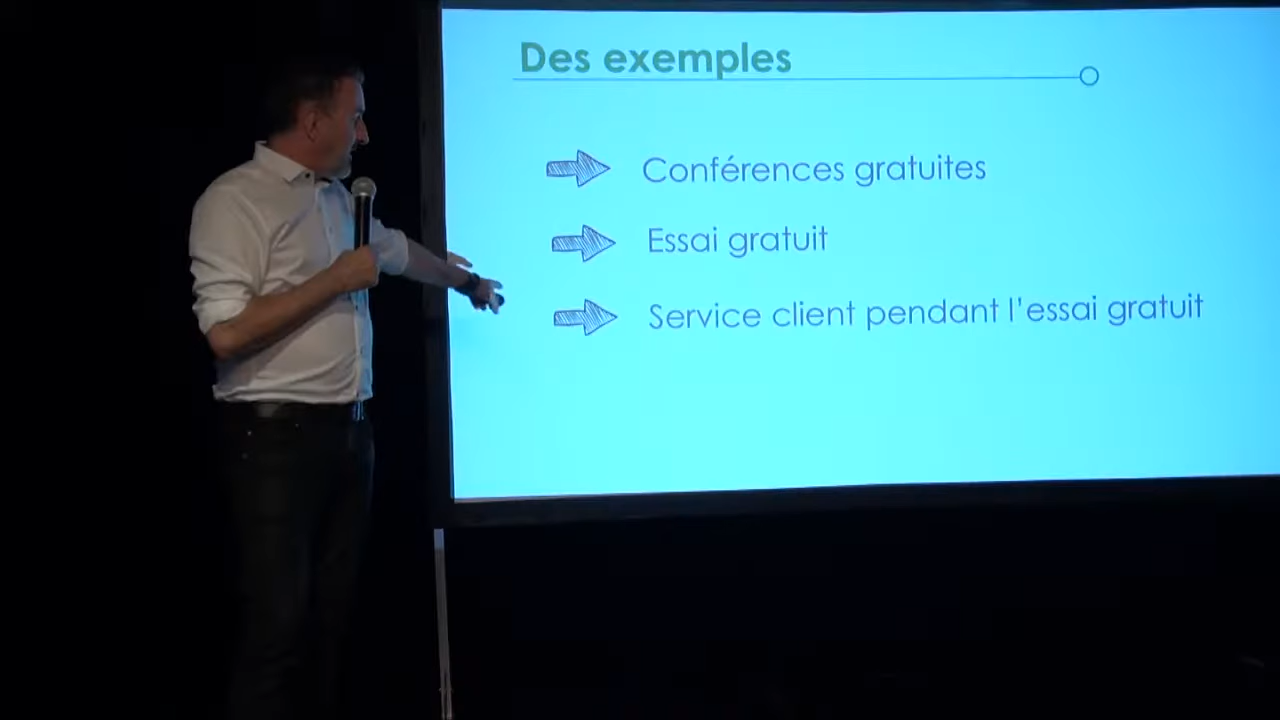 Des exemples
Conférences gratuites
Essai gratuit
Service client pendant l'essai gratuit